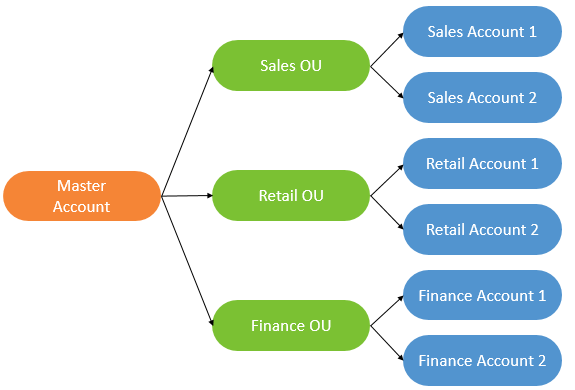 Master
Account
Sales OU
Sales Account 1
Sales Account 2
Retail OU
Retail Account 1
Retail Account 2
Finance OU
Finance Account 1
Finance Account 2